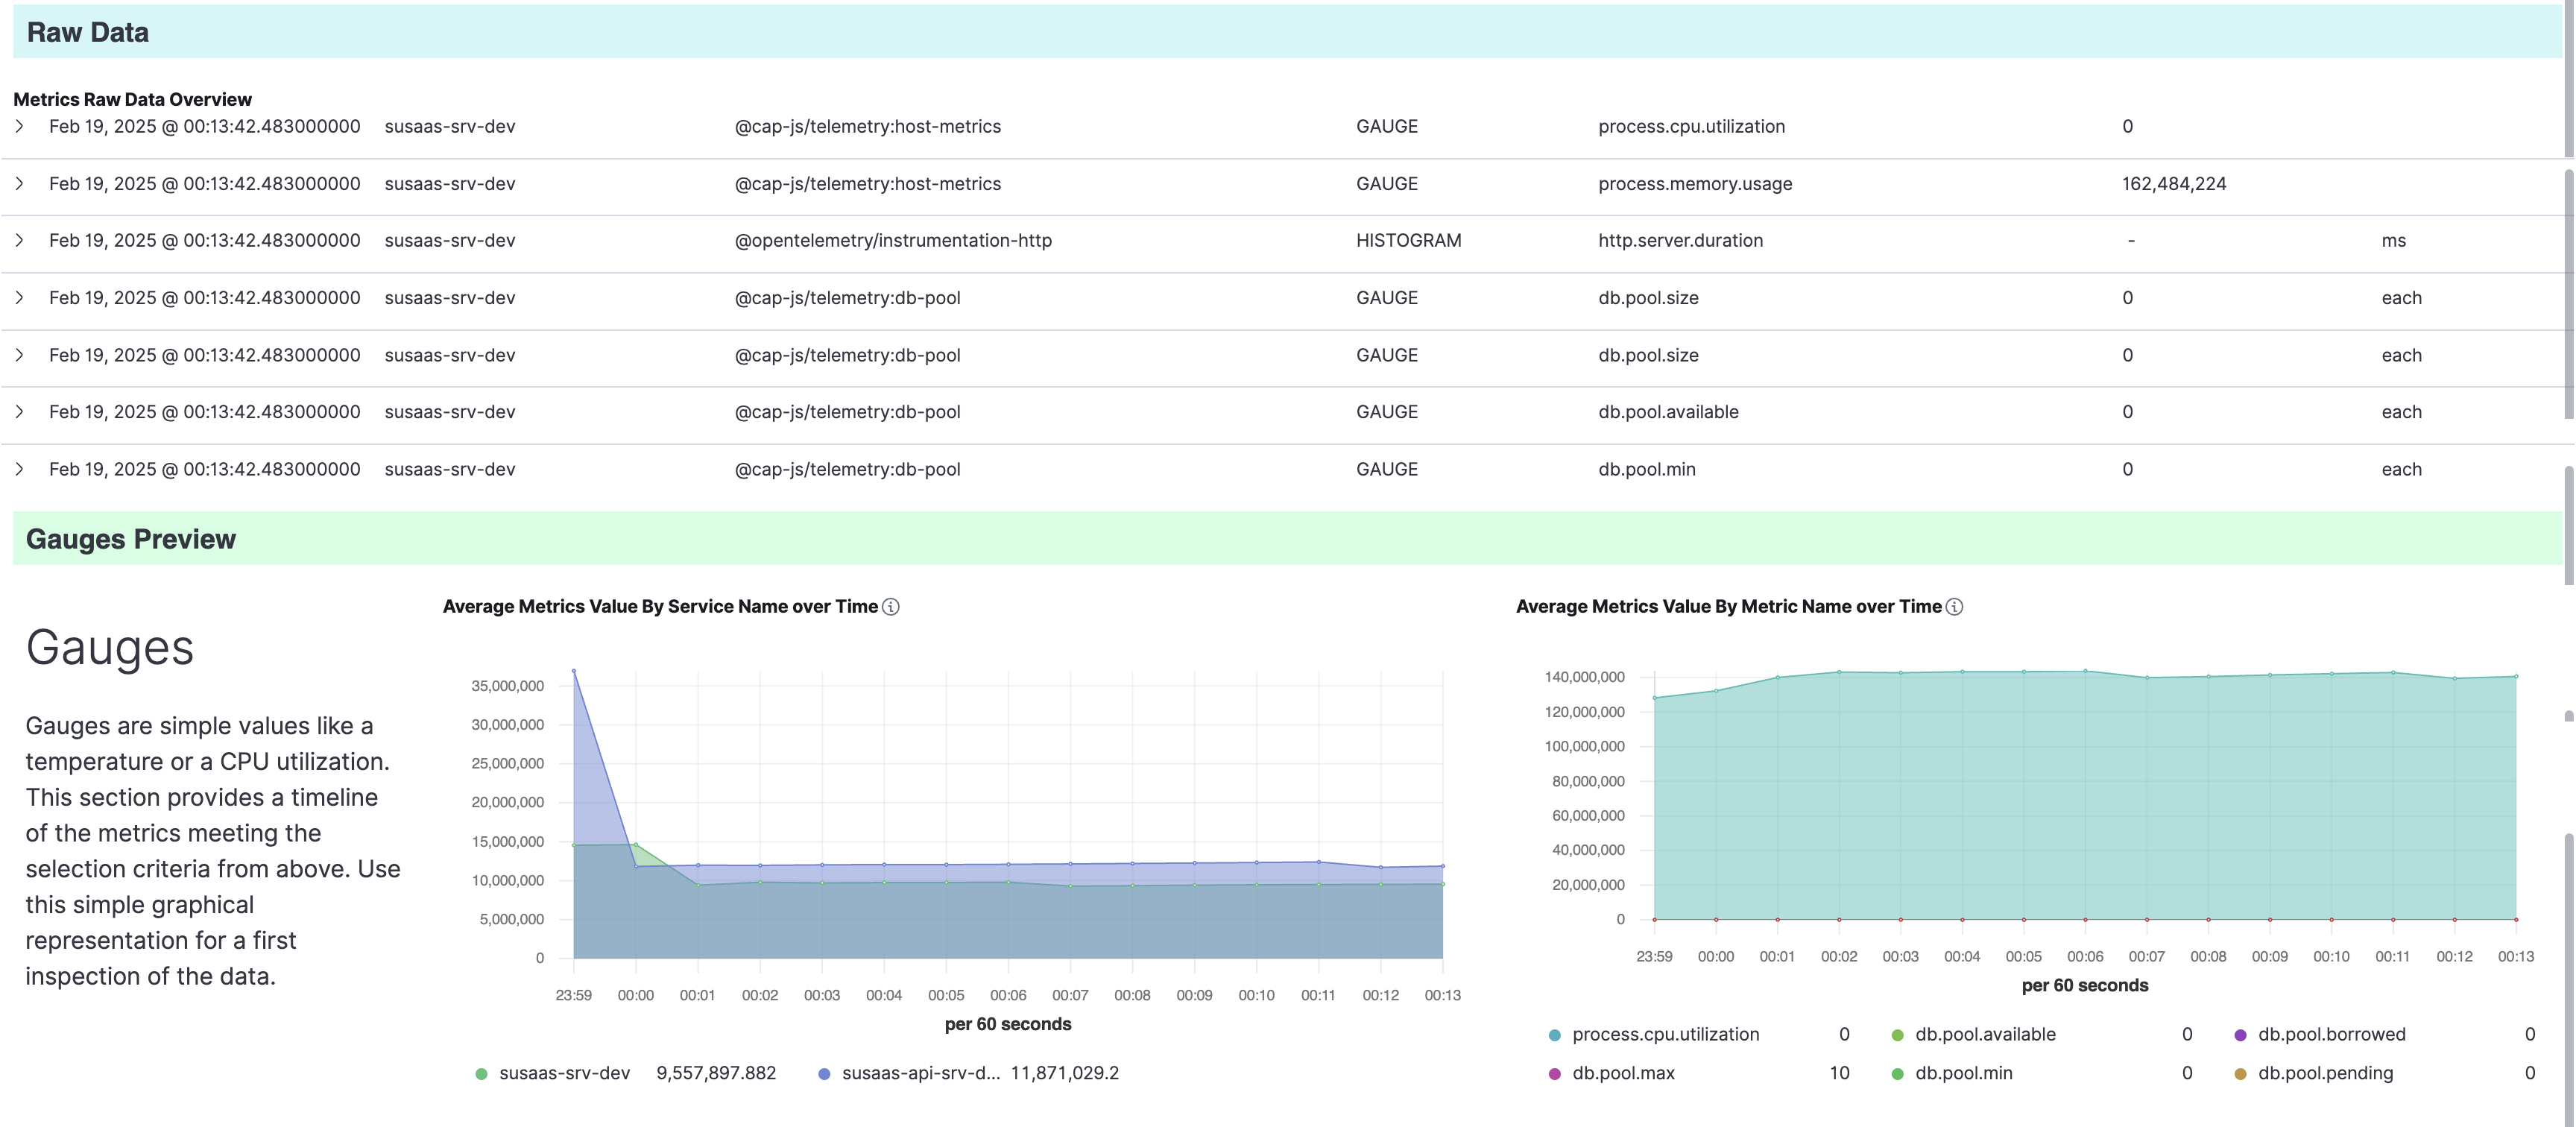 Raw Data
Metrics Raw Data Overview
Feb 19, 2025 @ 00:13:42.483000000 susaas-srv-dev @cap-js/telemetry:host-metrics GAUGE process.cpu.utilization 0
Feb 19, 2025 @ 00:13:42.483000000 susaas-srv-dev @cap-js/telemetry:host-metrics GAUGE process.memory.usage 162,484,224
Feb 19, 2025 @ 00:13:42.483000000 susaas-srv-dev @opentelemetry/instrumentation-http HISTOGRAM http.server.duration - ms
Feb 19, 2025 @ 00:13:42.483000000 susaas-srv-dev @cap-js/telemetry:db-pool GAUGE db.pool.size 0 each
Feb 19, 2025 @ 00:13:42.483000000 susaas-srv-dev @cap-js/telemetry:db-pool GAUGE db.pool.size 0 each
Feb 19, 2025 @ 00:13:42.483000000 susaas-srv-dev @cap-js/telemetry:db-pool GAUGE db.pool.available 0 each
Feb 19, 2025 @ 00:13:42.483000000 susaas-srv-dev @cap-js/telemetry:db-pool GAUGE db.pool.min 0 each
Gauges Preview
Gauges
Gauges are simple values like a
temperature or a CPU utilization.
This section provides a timeline
of the metrics meeting the
selection criteria from above. Use
this simple graphical
representation for a first
inspection of the data.
Average Metrics Value By Service Name over Time
35,000,000
30,000,000
25,000,000
20,000,000
15,000,000
10,000,000
5,000,000
0
23:59 00:00 00:01 00:02 00:03 00:04 00:05 00:06 00:07 00:08 00:09 00:10 00:11 00:12 00:13
per 60 seconds
susaas-srv-dev 9,557,897.882 susaas-api-srv-d... 11,871,029.2
Average Metrics Value By Metric Name over Time
140,000,000
120,000,000
100,000,000
80,000,000
60,000,000
40,000,000
20,000,000
0
23:59 00:00 00:01 00:02 00:03 00:04 00:05 00:06 00:07 00:08 00:09 00:10 00:11 00:12 00:13
per 60 seconds
process.cpu.utilization 0 db.pool.available 0 db.pool.borrowed 0
db.pool.max 10 db.pool.min 0 db.pool.pending 0